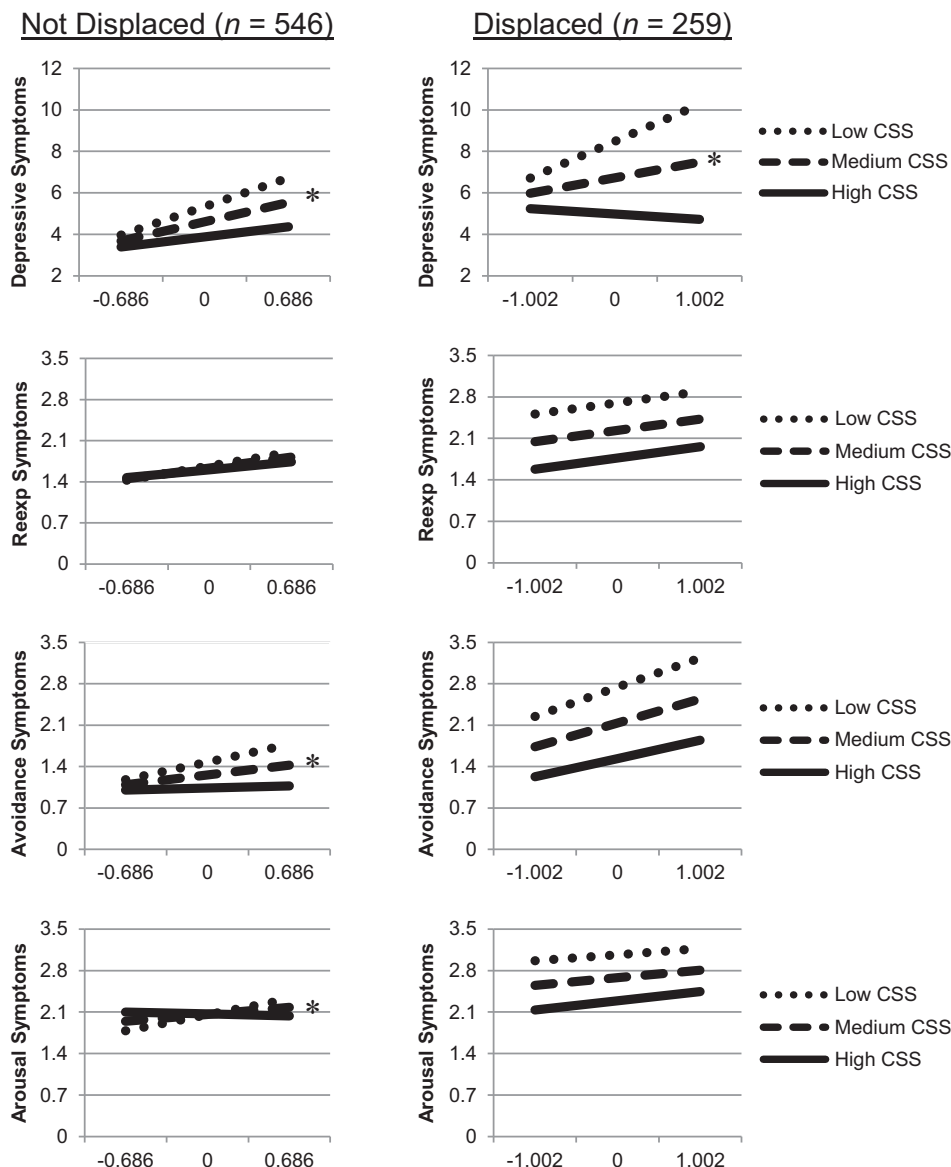 Not Displaced (n = 546)
Displaced (n = 259)
Depressive Symptoms
12
10
8
6
4
2
*
-0.686 0 0.686
Depressive Symptoms
12
10
8
6
4
2
*
-1.002 0 1.002
Low CSS
Medium CSS
High CSS
Reexp Symptoms
3.5
2.8
2.1
1.4
0.7
0
-0.686 0 0.686
Reexp Symptoms
3.5
2.8
2.1
1.4
0.7
0
-1.002 0 1.002
Low CSS
Medium CSS
High CSS
Avoidance Symptoms
3.5
2.8
2.1
1.4
0.7
0
*
-0.686 0 0.686
Avoidance Symptoms
3.5
2.8
2.1
1.4
0.7
0
-1.002 0 1.002
Low CSS
Medium CSS
High CSS
Arousal Symptoms
3.5
2.8
2.1
1.4
0.7
0
*
-0.686 0 0.686
Arousal Symptoms
3.5
2.8
2.1
1.4
0.7
0
-1.002 0 1.002
Low CSS
Medium CSS
High CSS